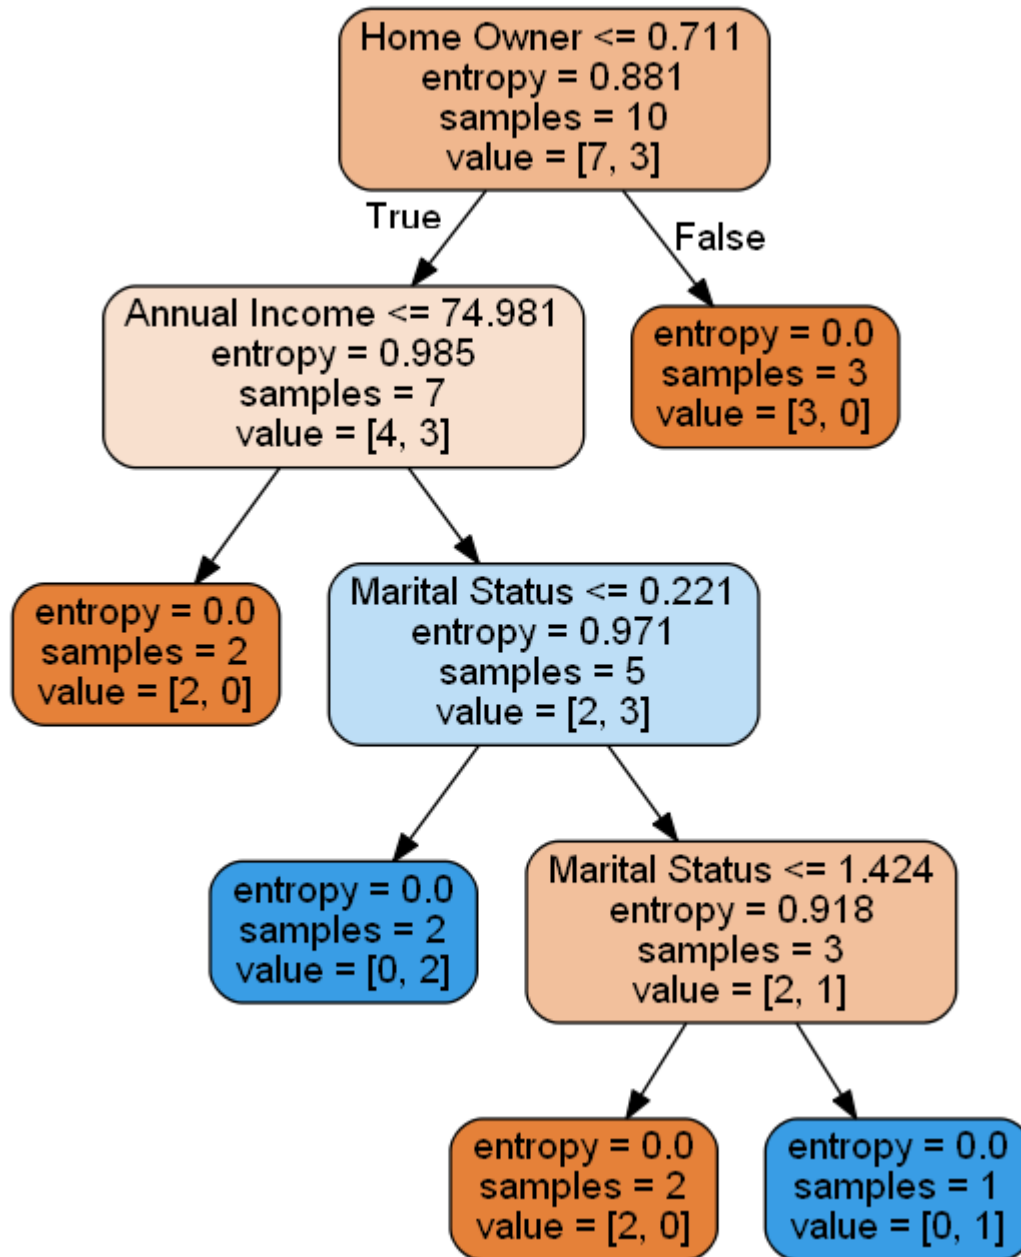 Home Owner <= 0.711
entropy = 0.881
samples = 10
value = [7, 3]
True
False
Annual Income <= 74.981
entropy = 0.985
samples = 7
value = [4, 3]
entropy = 0.0
samples = 3
value = [3, 0]
entropy = 0.0
samples = 2
value = [2, 0]
Marital Status <= 0.221
entropy = 0.971
samples = 5
value = [2, 3]
entropy = 0.0
samples = 2
value = [0, 2]
Marital Status <= 1.424
entropy = 0.918
samples = 3
value = [2, 1]
entropy = 0.0
samples = 2
value = [2, 0]
entropy = 0.0
samples = 1
value = [0, 1]